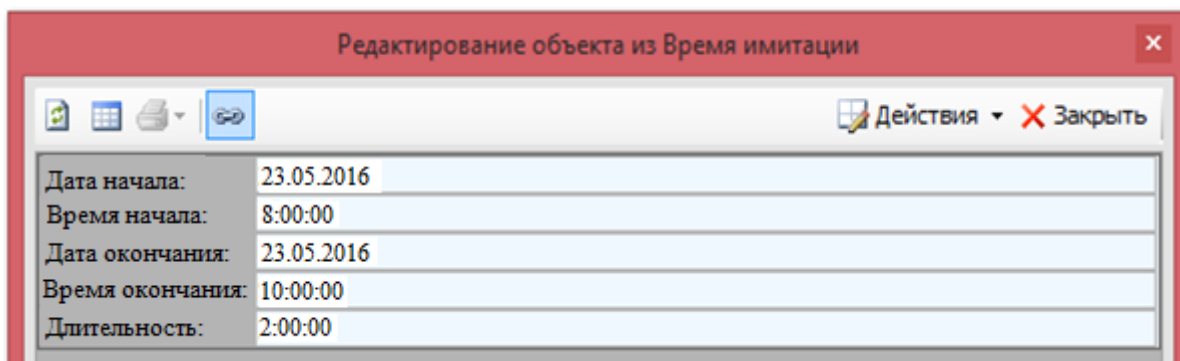 Редактирование объекта из Время имитации
Действия Закрыть
Дата начала: 23.05.2016
Время начала: 8:00:00
Дата окончания: 23.05.2016
Время окончания: 10:00:00
Длительность: 2:00:00